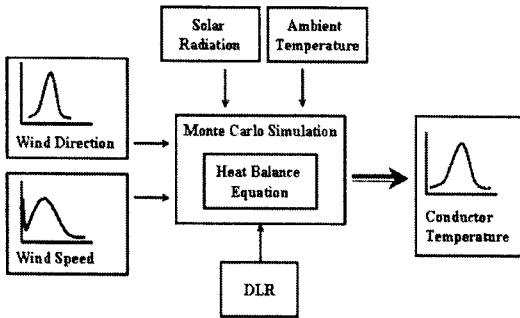 Solar
Radiation
Ambient
Temperature
Wind Direction
Monte Carlo Simulation
Heat Balance
Equation
Wind Speed
Conductor
Temperature
DLR